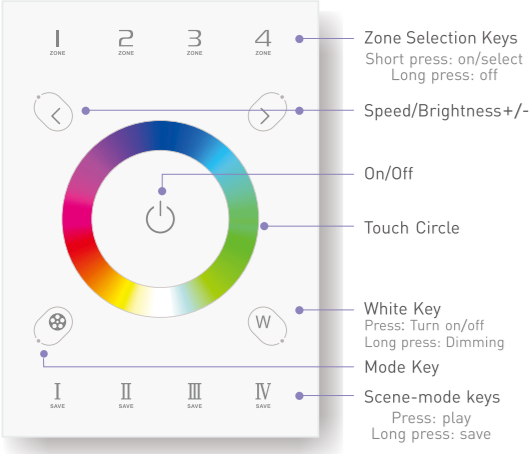 1 2 3 4
ZONE ZONE ZONE ZONE
Zone Selection Keys
Short press: on/select
Long press: off
< >
Speed/Brightness+/-
On/Off
Touch Circle
W
White Key
Press: Turn on/off
Long press: Dimming
Mode Key
I II III IV
SAVE SAVE SAVE SAVE
Scene-mode keys
Press: play
Long press: save